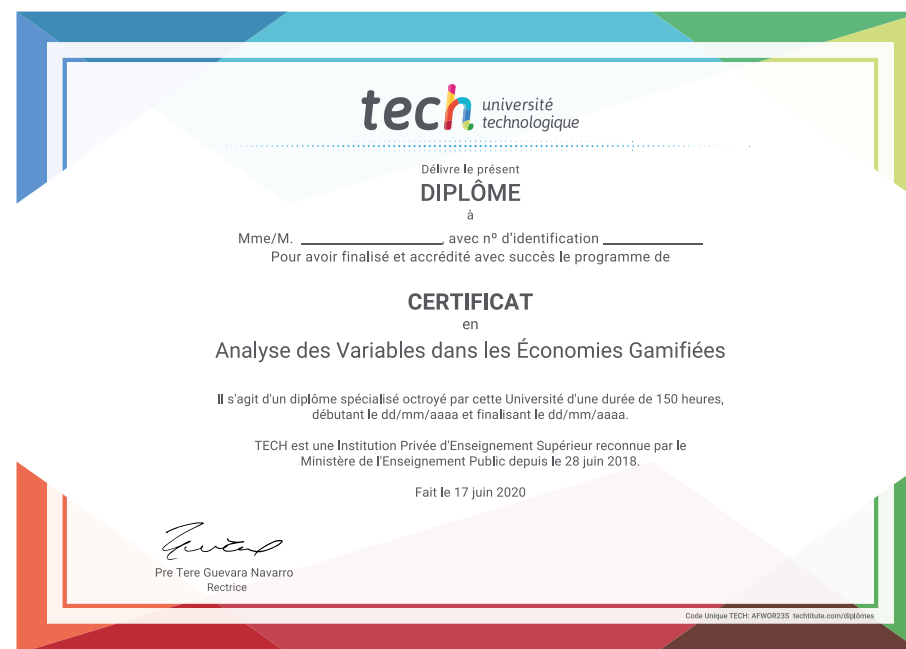 tech université
technologique
Délivre le présent
DIPLÔME
à
Mme/M. ____________________, avec nº d'identification ______________
Pour avoir finalisé et accrédité avec succès le programme de
CERTIFICAT
en
Analyse des Variables dans les Économies Gamifiées
Il s'agit d'un diplôme spécialisé octroyé par cette Université d'une durée de 150 heures,
débutant le dd/mm/aaaa et finalisant le dd/mm/aaaa.
TECH est une Institution Privée d'Enseignement Supérieur reconnue par le
Ministère de l'Enseignement Public depuis le 28 juin 2018.
Fait le 17 juin 2020
Pre Tere Guevara Navarro
Rectrice
Code Unique TECH: AFWOR23S techtitute.com/diplômes